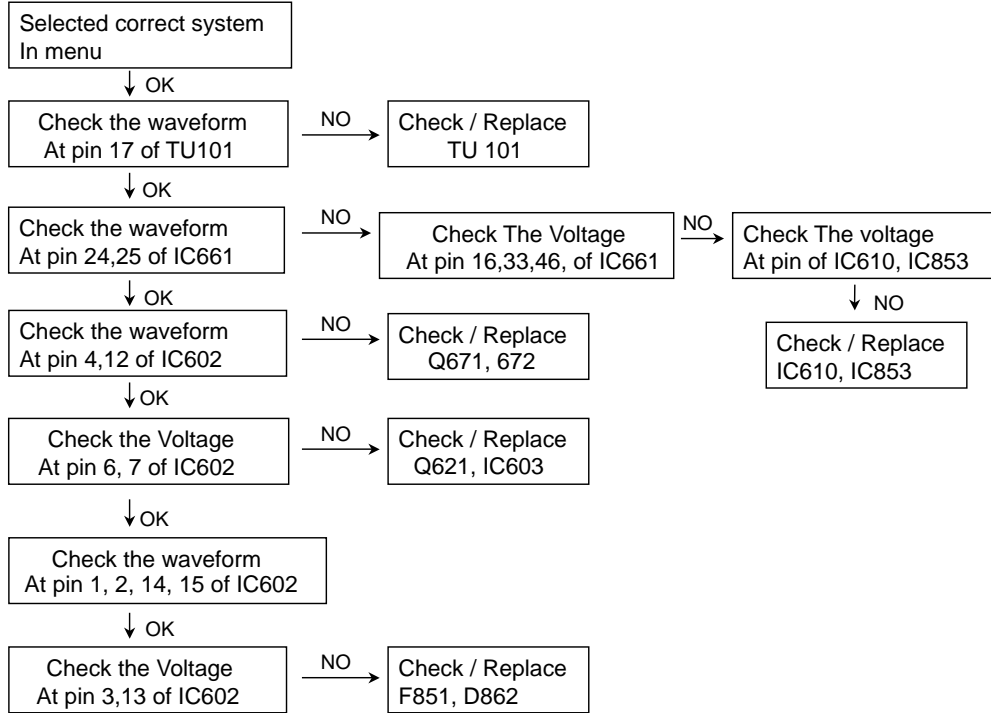 Selected correct system
In menu
OK
Check the waveform
At pin 17 of TU101
NO
Check / Replace
TU 101
OK
Check the waveform
At pin 24,25 of IC661
NO
Check The Voltage
At pin 16,33,46, of IC661
NO
Check The voltage
At pin of IC610, IC853
NO
Check / Replace
IC610, IC853
OK
Check the waveform
At pin 4,12 of IC602
NO
Check / Replace
Q671, 672
OK
Check the Voltage
At pin 6, 7 of IC602
NO
Check / Replace
Q621, IC603
OK
Check the waveform
At pin 1, 2, 14, 15 of IC602
OK
Check the Voltage
At pin 3,13 of IC602
NO
Check / Replace
F851, D862